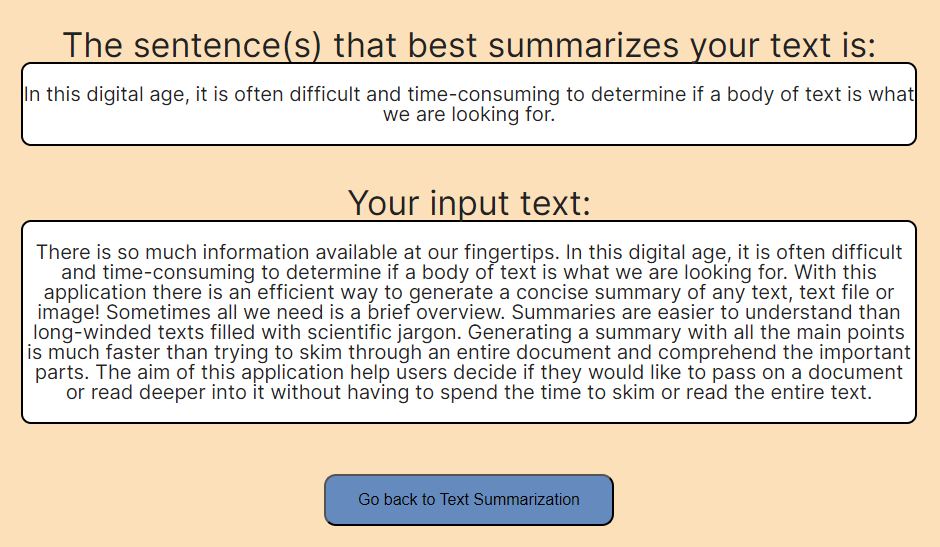 The sentence(s) that best summarizes your text is:
In this digital age, it is often difficult and time-consuming to determine if a body of text is what
we are looking for.
Your input text:
There is so much information available at our fingertips. In this digital age, it is often difficult
and time-consuming to determine if a body of text is what we are looking for. With this
application there is an efficient way to generate a concise summary of any text, text file or
image! Sometimes all we need is a brief overview. Summaries are easier to understand than
long-winded texts filled with scientific jargon. Generating a summary with all the main points
is much faster than trying to skim through an entire document and comprehend the important
parts. The aim of this application help users decide if they would like to pass on a document
or read deeper into it without having to spend the time to skim or read the entire text.
Go back to Text Summarization